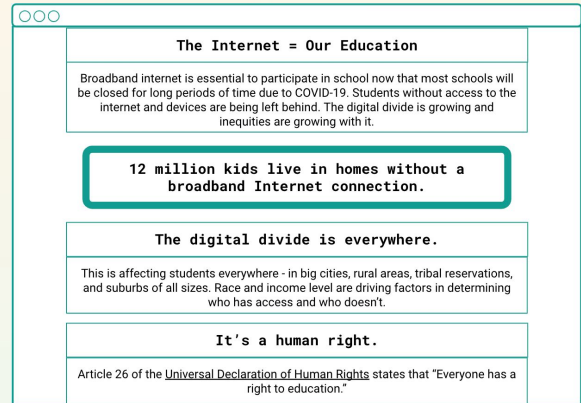 The Internet = Our Education
Broadband internet is essential to participate in school now that most schools will
be closed for long periods of time due to COVID-19. Students without access to the
internet and devices are being left behind. The digital divide is growing and
inequities are growing with it.
12 million kids live in homes without a
broadband Internet connection.
The digital divide is everywhere.
This is affecting students everywhere - in big cities, rural areas, tribal reservations,
and suburbs of all sizes. Race and income level are driving factors in determining
who has access and who doesn't.
It's a human right.
Article 26 of the Universal Declaration of Human Rights states that “Everyone has a
right to education.”